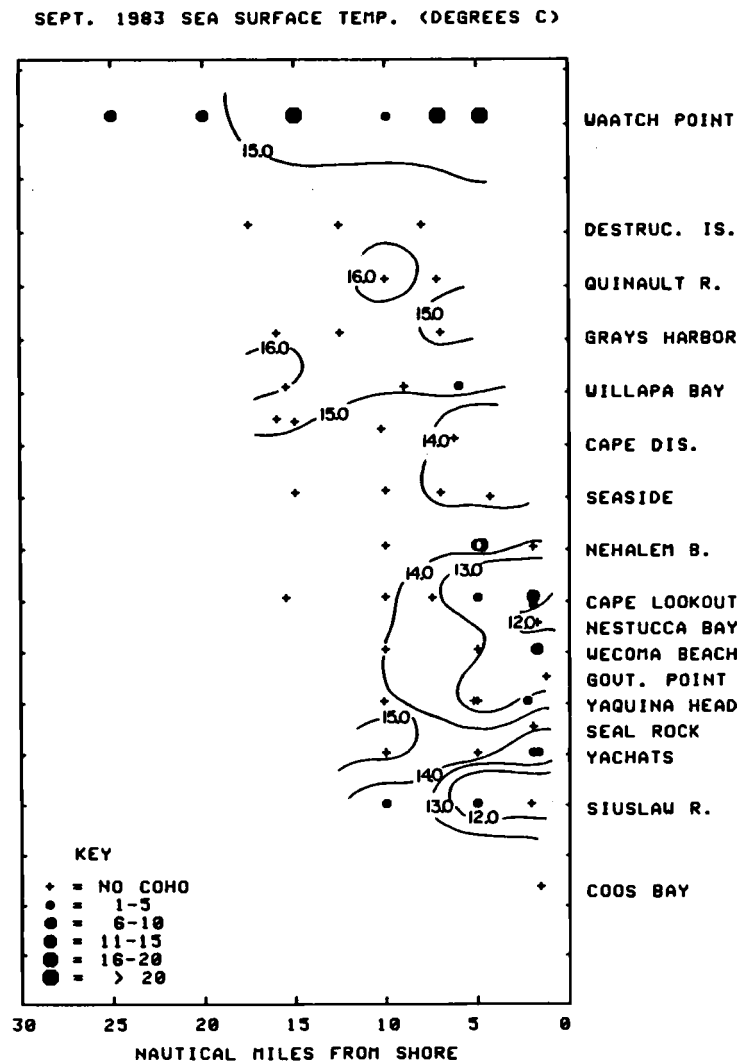 SEPT. 1983 SEA SURFACE TEMP. (DEGREES C)
WAATCH POINT
15.0
DESTRUC. IS.
16.0
QUINAULT R.
15.0
GRAYS HARBOR
16.0
WILLAPA BAY
15.0
14.0
CAPE DIS.
SEASIDE
NEHALEM B.
14.0
13.0
CAPE LOOKOUT
12.0
NESTUCCA BAY
WECOMA BEACH
GOVT. POINT
YAQUINA HEAD
15.0
SEAL ROCK
YACHATS
14.0
13.0
12.0
SIUSLAW R.
KEY
+ = NO COHO
= 1-5
= 6-10
= 11-15
= 16-20
= > 20
COOS BAY
30 25 20 15 10 5 0
NAUTICAL MILES FROM SHORE